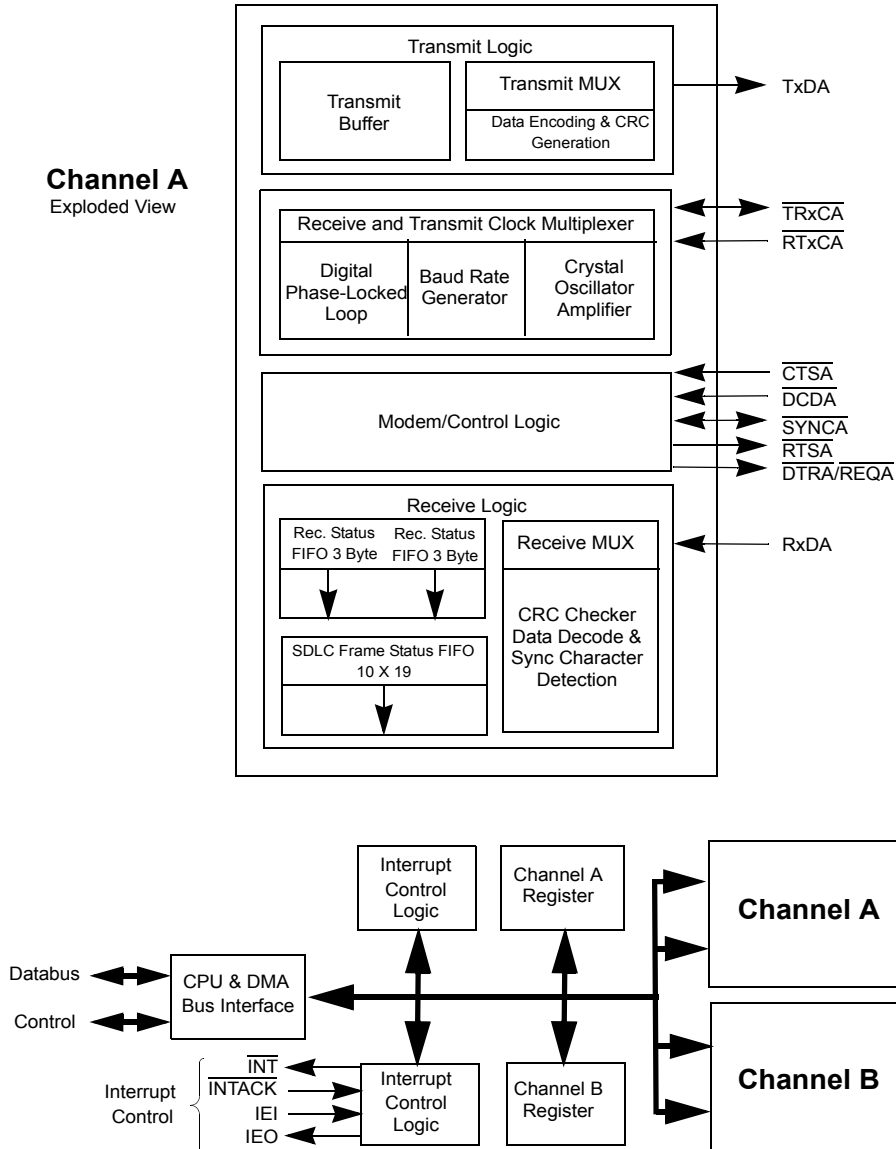 Transmit Logic
Transmit
Buffer
Transmit MUX
Data Encoding & CRC
Generation
TxDA
Channel A
Exploded View
Receive and Transmit Clock Multiplexer
Digital
Phase-Locked
Loop
Baud Rate
Generator
Crystal
Oscillator
Amplifier
TRxCA
RTxCA
Modem/Control Logic
CTSA
DCDA
SYNCA
RTSA
DTRA/REQA
Receive Logic
Rec. Status
FIFO 3 Byte
Rec. Status
FIFO 3 Byte
Receive MUX
RxDA
CRC Checker
Data Decode &
Sync Character
Detection
SDLC Frame Status FIFO
10 X 19
Interrupt
Control
Logic
Channel A
Register
Channel A
Databus
Control
CPU & DMA
Bus Interface
Interrupt
Control
INT
INTACK
IEI
IEO
Interrupt
Control
Logic
Channel B
Register
Channel B